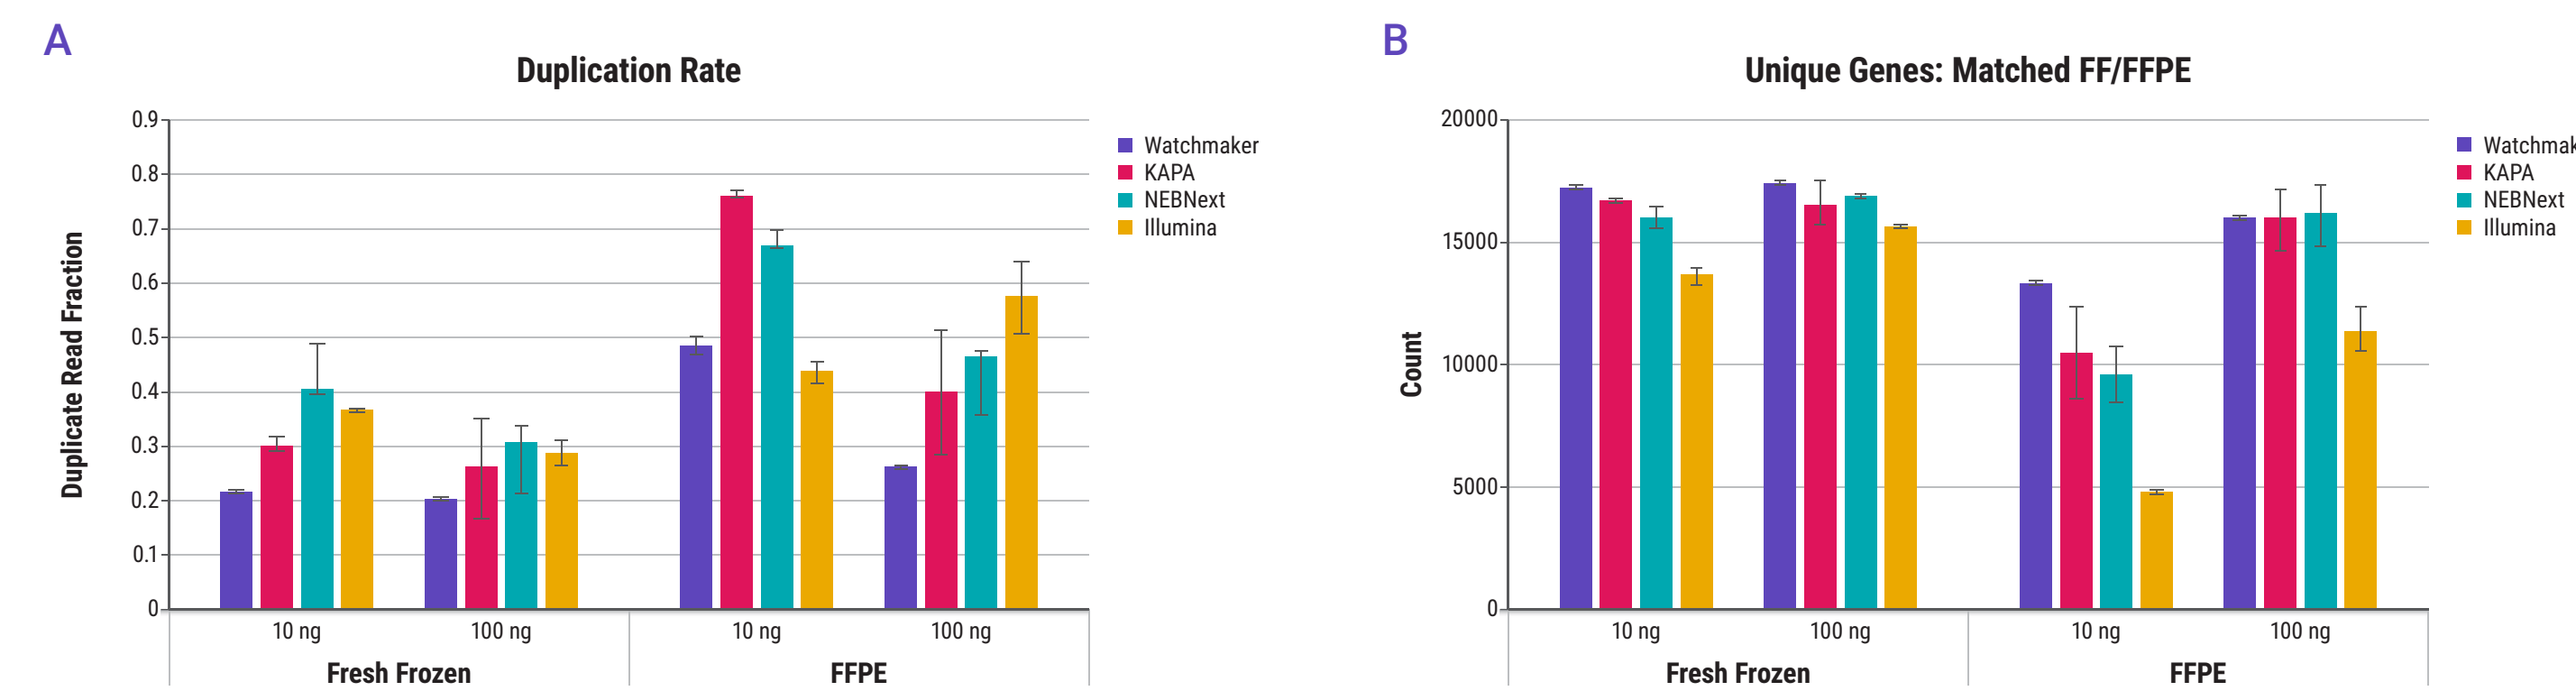 A
Duplication Rate
Duplicate Read Fraction
0.9
0.8
0.7
0.6
0.5
0.4
0.3
0.2
0.1
0
Watchmaker
KAPA
NEBNext
Illumina
10 ng
100 ng
10 ng
100 ng
Fresh Frozen
FFPE
B
Unique Genes: Matched FF/FFPE
Count
20000
15000
10000
5000
0
Watchmak
KAPA
NEBNext
Illumina
10 ng
100 ng
10 ng
100 ng
Fresh Frozen
FFPE